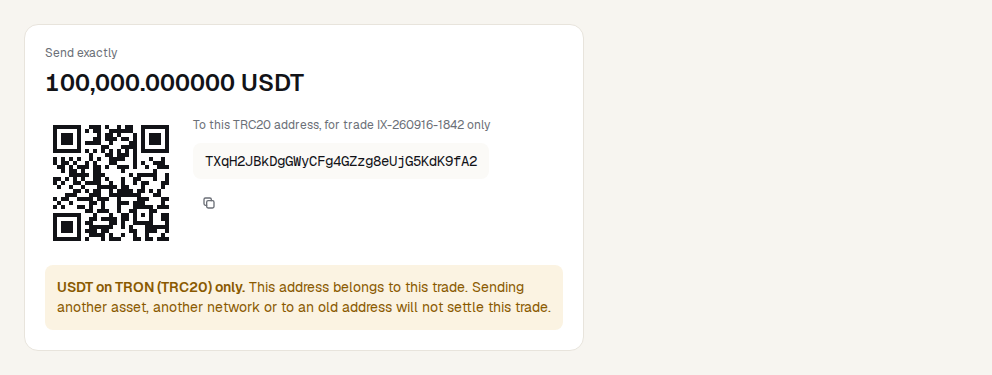 Send exactly
100,000.000000 USDT
To this TRC20 address, for trade IX-260916-1842 only
TXqH2JBkDgGWyCFg4GZzg8eUjG5KdK9fA2
USDT on TRON (TRC20) only. This address belongs to this trade. Sending
another asset, another network or to an old address will not settle this trade.